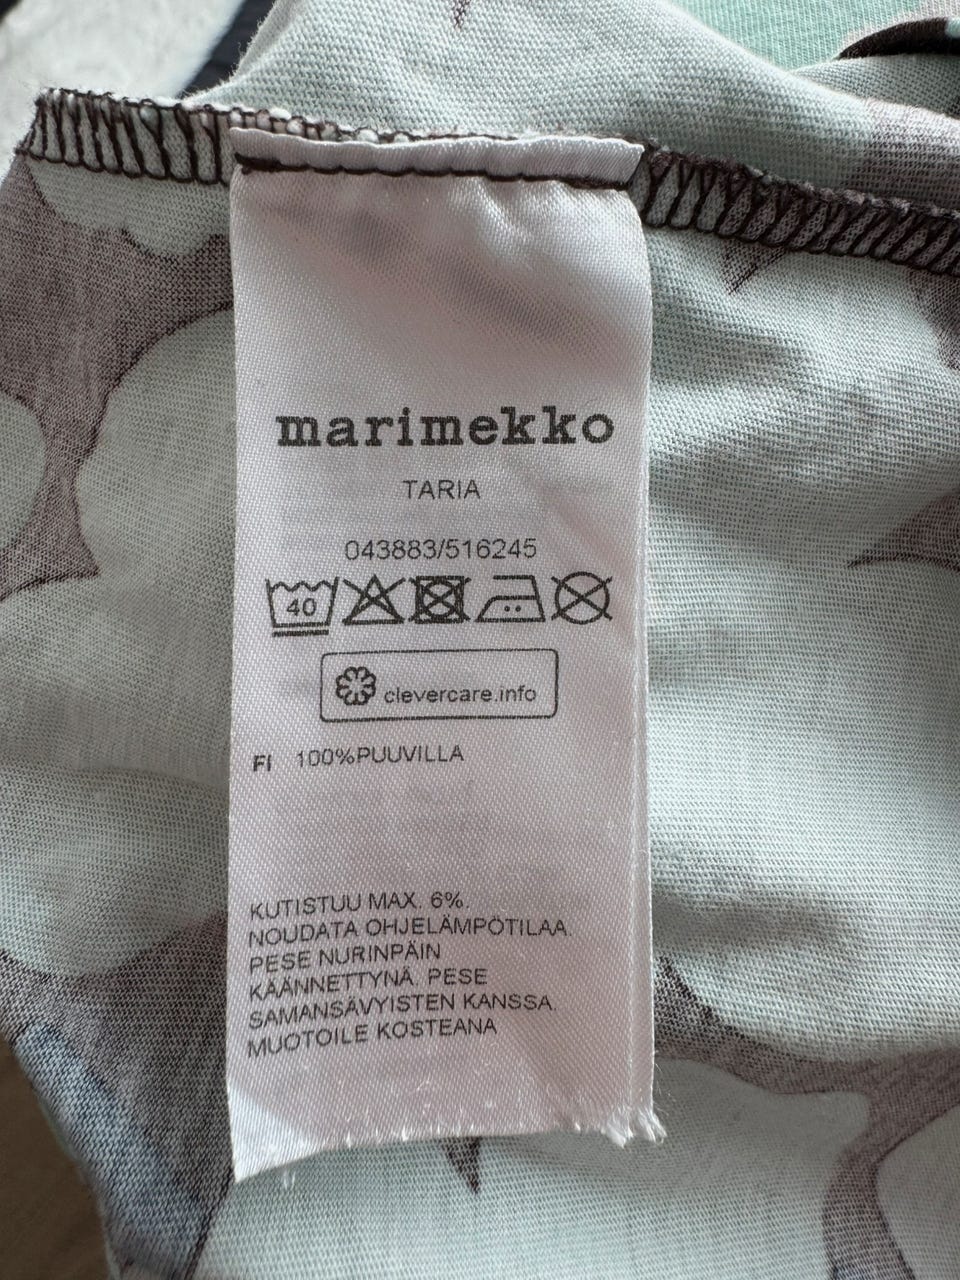 marimekko
TARIA
043883/516245
40
clevercare.info
FI 100%PUUVILLA
KUTISTUU MAX. 6%.
NOUDATA OHJELÄMPÖTILAA.
PESE NURINPÄIN
KÄÄNNETTYNÄ. PESE
SAMANSÄVYISTEN KANSSA.
MUOTOILE KOSTEANA